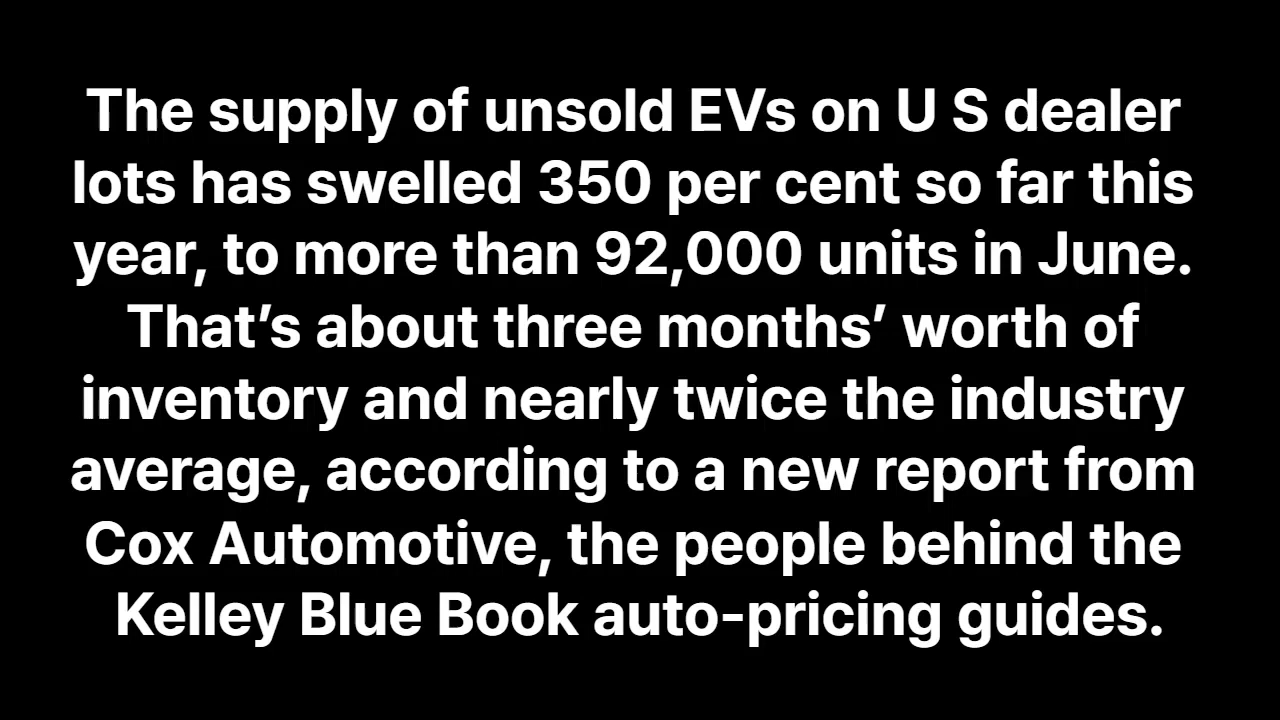 The supply of unsold EVs on U S dealer
lots has swelled 350 per cent so far this
year, to more than 92,000 units in June.
That’s about three months’ worth of
inventory and nearly twice the industry
average, according to a new report from
Cox Automotive, the people behind the
Kelley Blue Book auto-pricing guides.